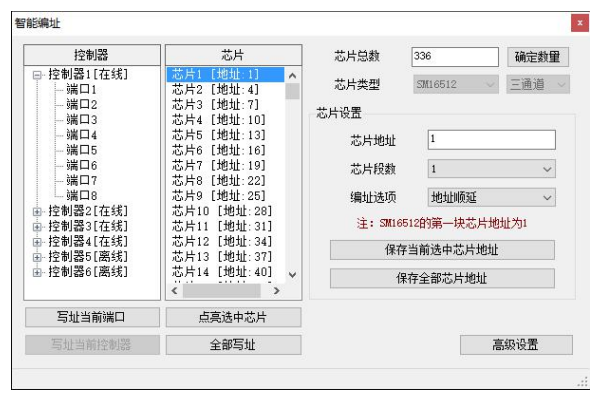 智能编址
x
控制器
控制器1[在线]
端口1
端口2
端口3
端口4
端口5
端口6
端口7
端口8
控制器2[在线]
控制器3[在线]
控制器4[在线]
控制器5[离线]
控制器6[离线]
芯片
芯片1 [地址:1]
芯片2 [地址:4]
芯片3 [地址:7]
芯片4 [地址:10]
芯片5 [地址:13]
芯片6 [地址:16]
芯片7 [地址:19]
芯片8 [地址:22]
芯片9 [地址:25]
芯片10 [地址:28]
芯片11 [地址:31]
芯片12 [地址:34]
芯片13 [地址:37]
芯片14 [地址:40]
芯片总数 336 确定数量
芯片类型 SM16512 三通道
芯片设置
芯片地址 1
芯片段数 1
编址选项 地址顺延
注: SM16512的第一块芯片地址为1
保存当前选中芯片地址
保存全部芯片地址
写址当前端口 点亮选中芯片
写址当前控制器 全部写址 高级设置